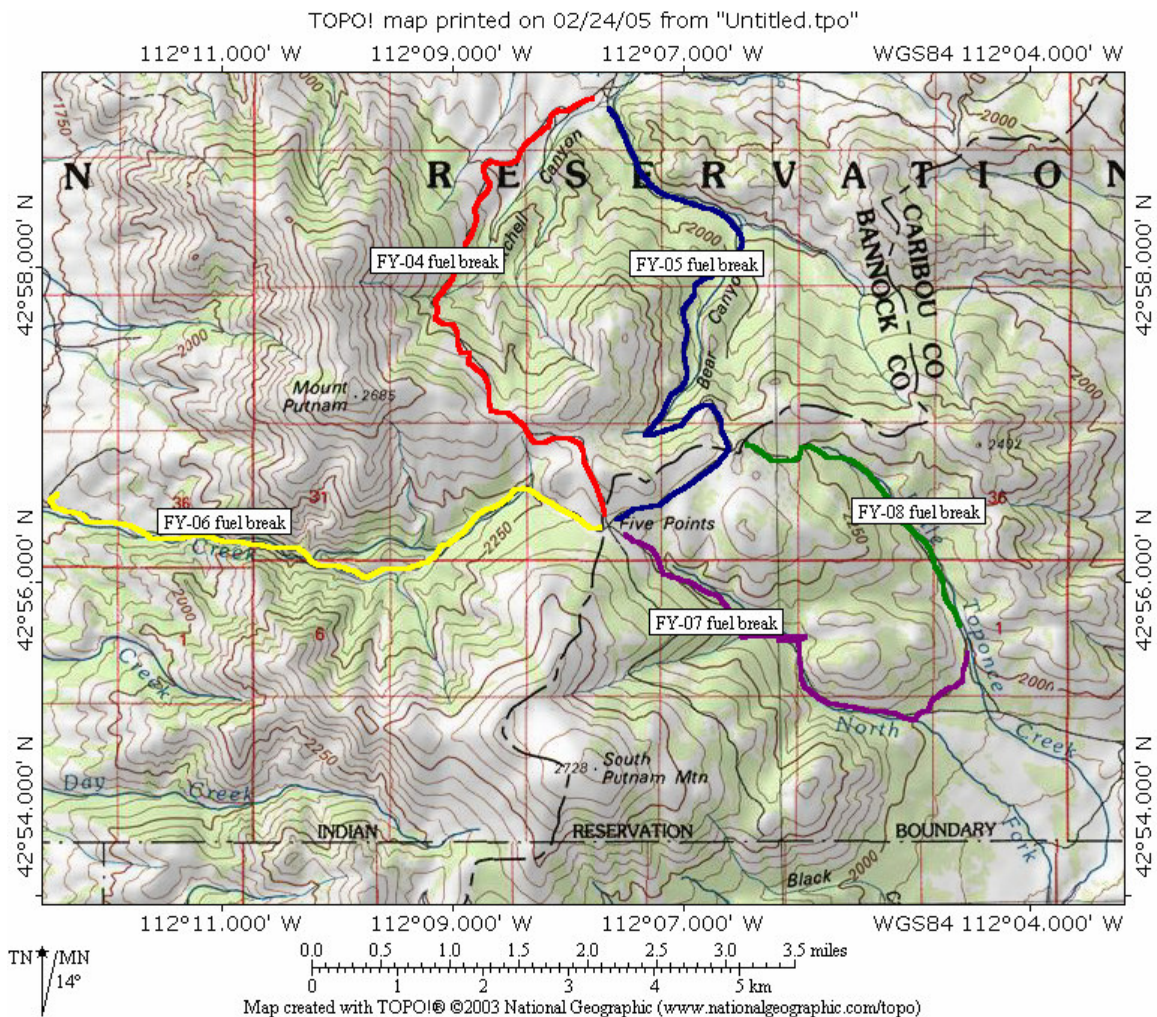 TOPO! map printed on 02/24/05 from "Untitled.tpo"
112°11.000' W 112°09.000' W 112°07.000' W WGS84 112°04.000' W
1750
2000
2000
N RESERVATION
Canyon
2000
CARIBOU CO
BANNOCK CO
FY-04 fuel break
FY-05 fuel break
42°58.000' N
42°58.000' N
2000
Bear
Mount
Putnam 2685
36
31
36
FY-06 fuel break
Creek
2250
Five Points
FY-08 fuel break
42°56.000' N
42°56.000' N
2000
1
6
FY-07 fuel break
1
Toponce
Creek
Creek
2000
North
Fork
2250
2728 South
Putnam Mtn
Day Creek
42°54.000' N
42°54.000' N
INDIAN RESERVATION BOUNDARY
Black
2000
112°11.000' W 112°09.000' W 112°07.000' W WGS84 112°04.000' W
TN MN
14°
0.0 0.5 1.0 1.5 2.0 2.5 3.0 3.5 miles
0 1 2 3 4 5 km
Map created with TOPO!® ©2003 National Geographic (www.nationalgeographic.com/topo)